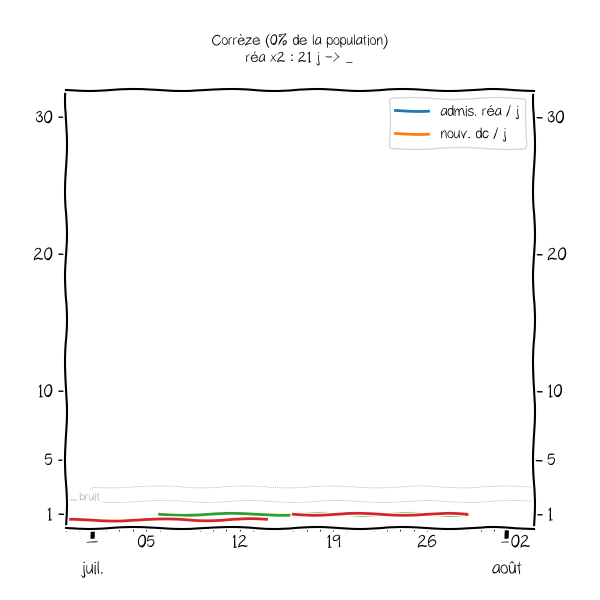 Corrèze (0% de la population)
réa x2 : 21 j -> _
admis. réa / j
nouv. dc / j
30
30
20
20
10
10
5
5
_ bruit
1
1
05
12
19
26
02
juil.
août